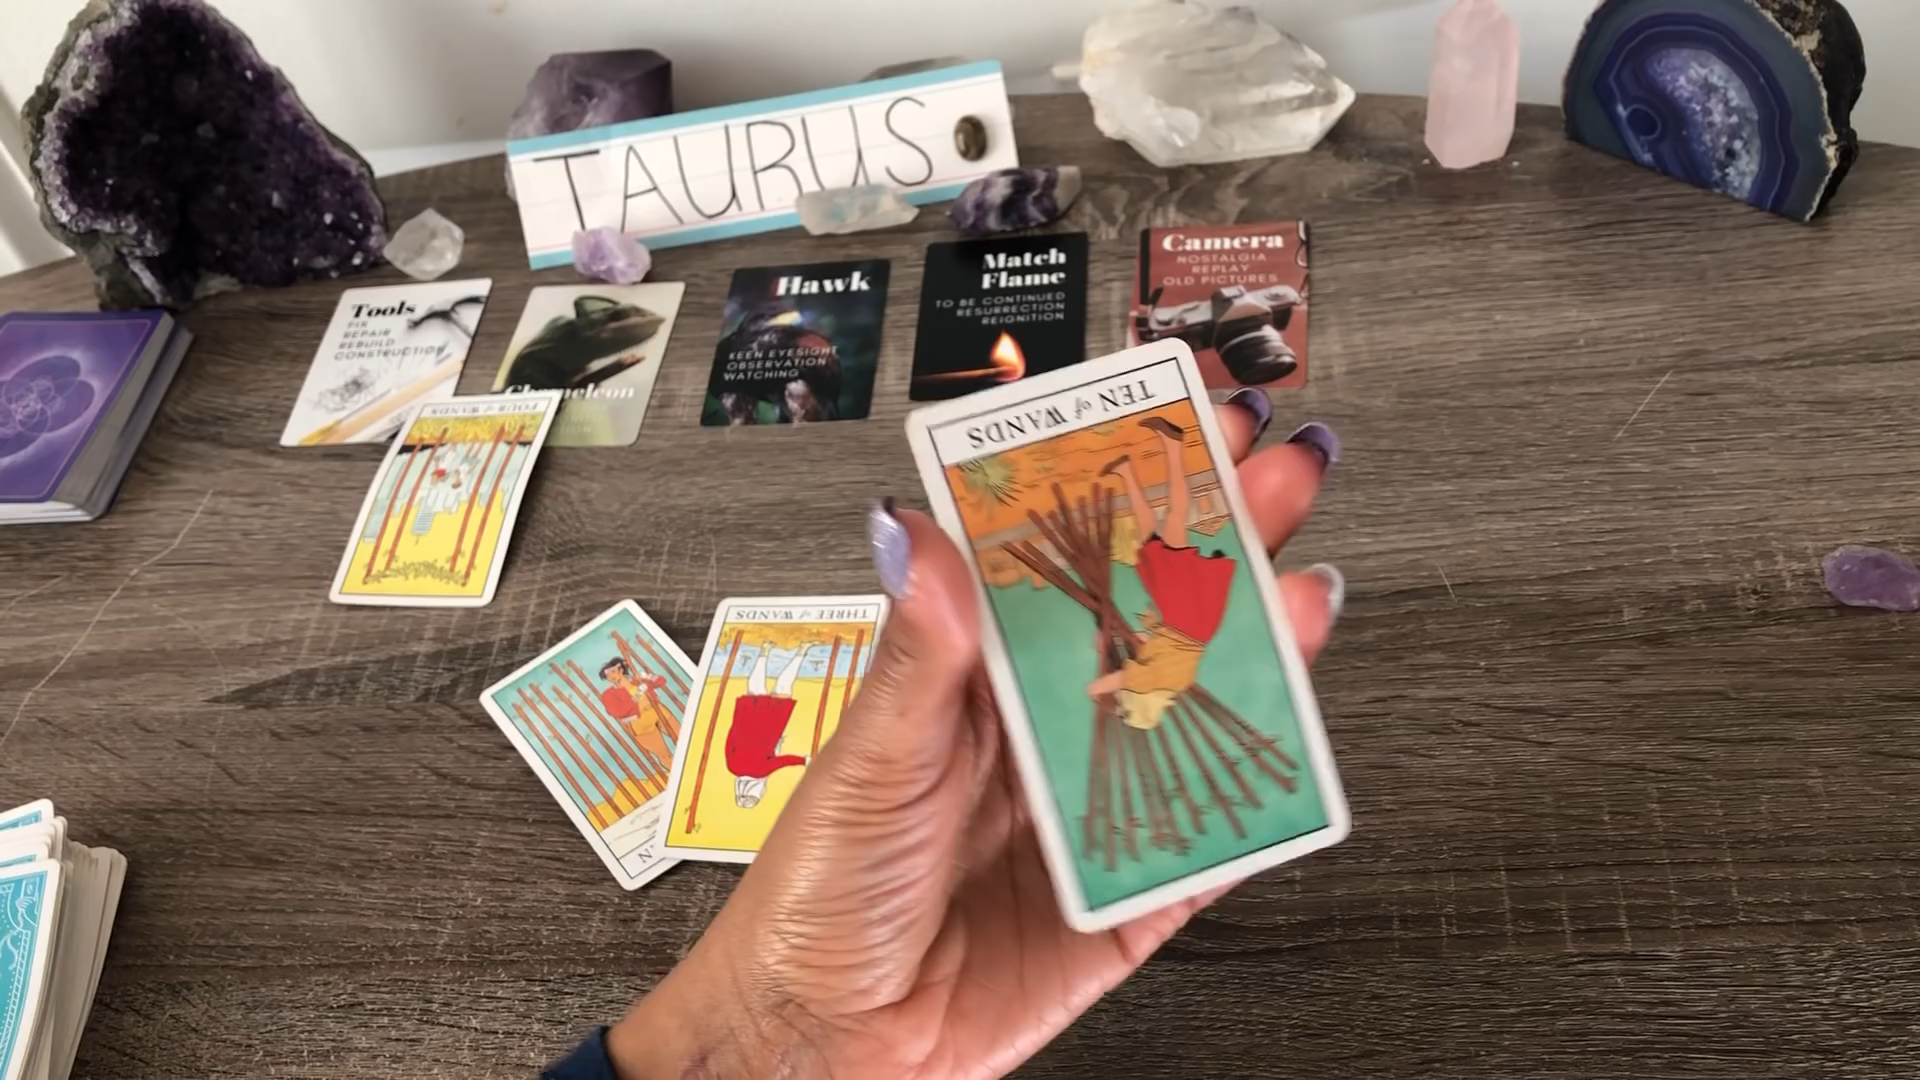 TAURUS
Tools
FIX
REPAIR
REBUILD
CONSTRUCTION
Chameleon
Hawk
KEEN EYESIGHT
OBSERVATION
WATCHING
Match
Flame
TO BE CONTINUED
RESURRECTION
REIGNITION
Camera
NOSTALGIA
REPLAY
OLD PICTURES
FOUR of WANDS
THREE of WANDS
TEN of WANDS